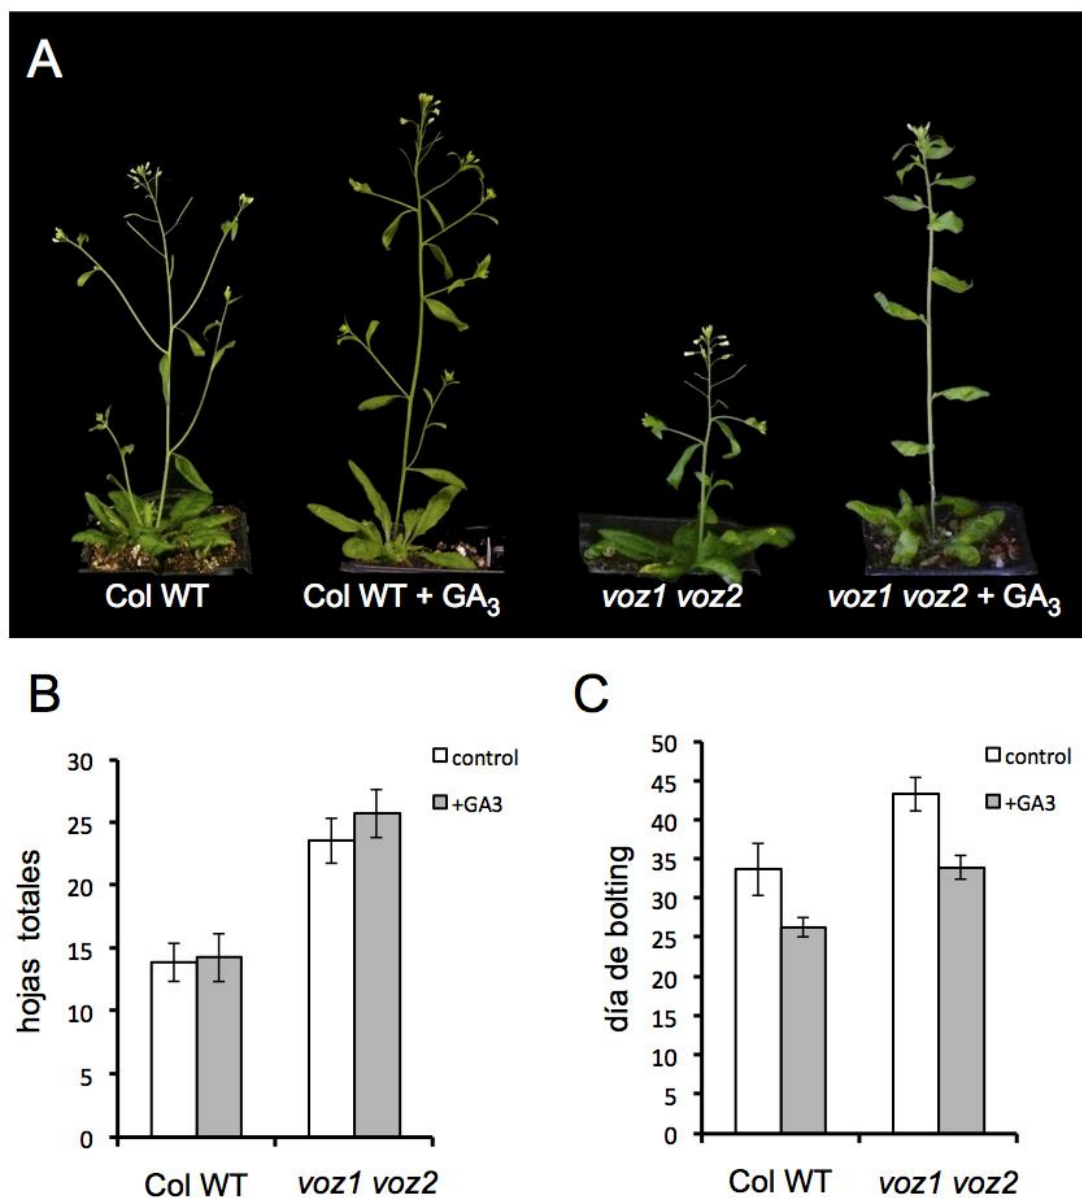 A
Col WT
Col WT + GA₃
voz1 voz2
voz1 voz2 + GA₃
B
hojas totales
30
25
20
15
10
5
0
control
+GA3
Col WT
voz1 voz2
C
día de bolting
50
45
40
35
30
25
20
15
10
5
0
control
+GA3
Col WT
voz1 voz2